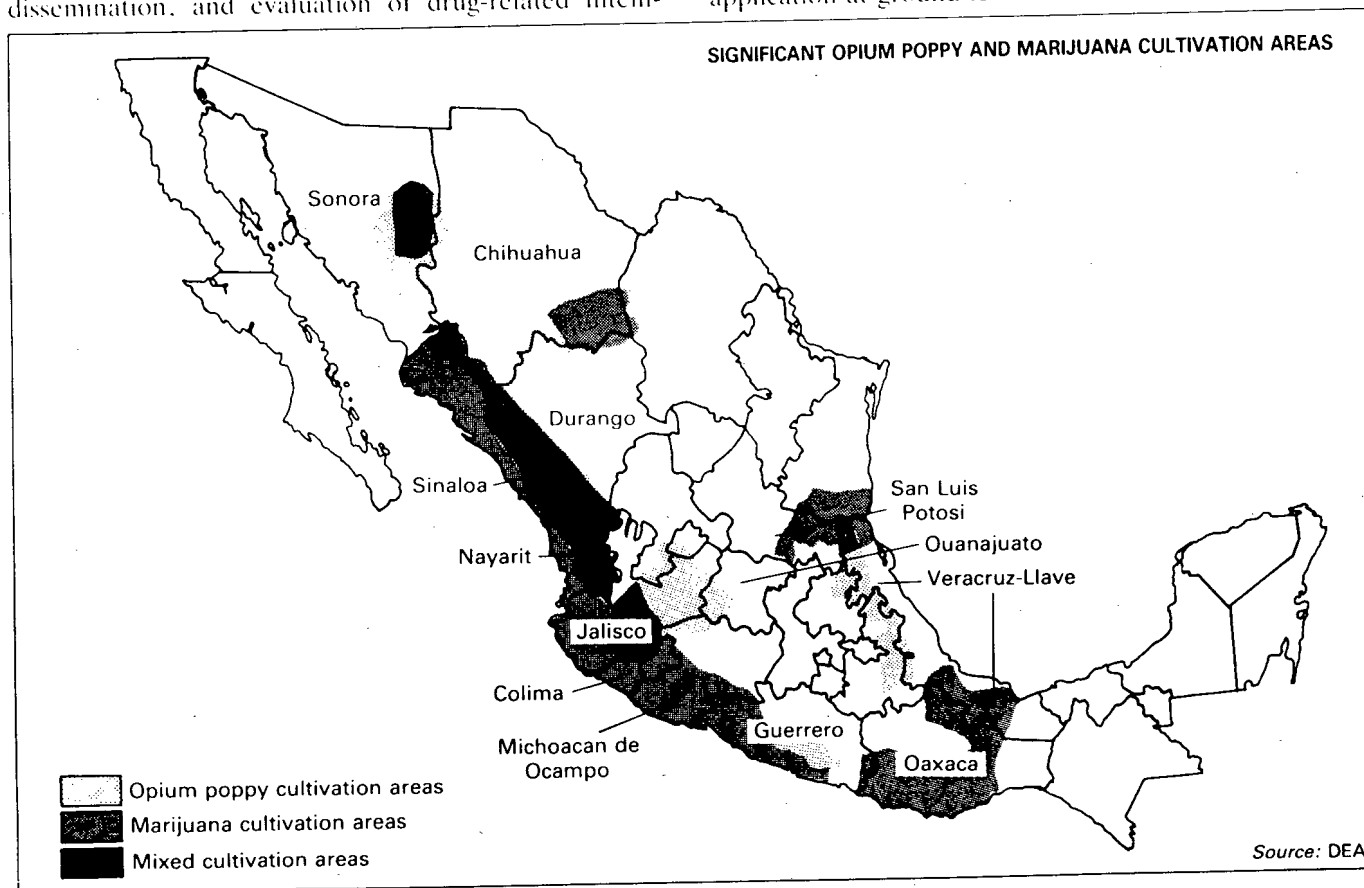 dissemination, and evaluation of drug-related
application at ground
SIGNIFICANT OPIUM POPPY AND MARIJUANA CULTIVATION AREAS
Sonora
Chihuahua
Durango
Sinaloa
San Luis
Potosi
Nayarit
Ouanajuato
Veracruz-Llave
Jalisco
Colima
Guerrero
Michoacan de
Ocampo
Oaxaca
Opium poppy cultivation areas
Marijuana cultivation areas
Mixed cultivation areas
Source: DEA